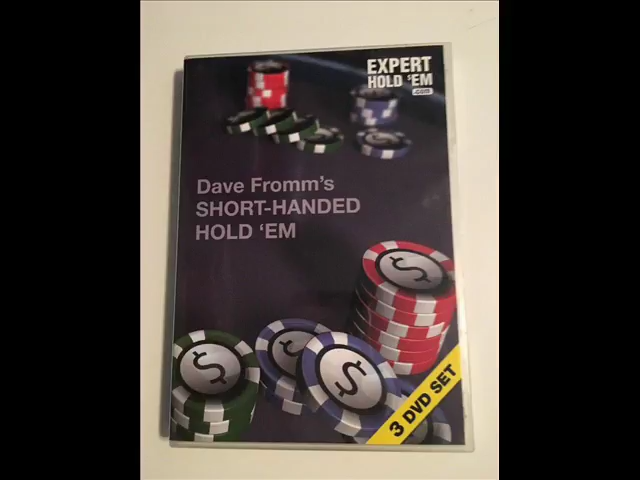 EXPERT
HOLD 'EM
.com
Dave Fromm's
SHORT-HANDED
HOLD 'EM
$
$
$
$
3 DVD SET